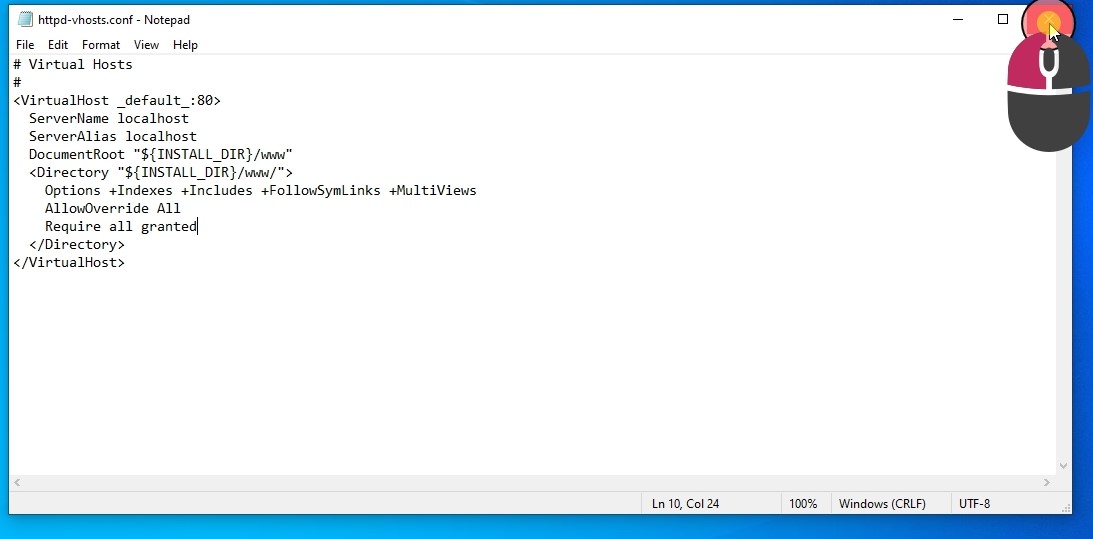 httpd-vhosts.conf - Notepad
File Edit Format View Help
# Virtual Hosts
#
<VirtualHost _default_:80>
  ServerName localhost
  ServerAlias localhost
  DocumentRoot "${INSTALL_DIR}/www"
  <Directory "${INSTALL_DIR}/www/">
    Options +Indexes +Includes +FollowSymLinks +MultiViews
    AllowOverride All
    Require all granted
  </Directory>
</VirtualHost>
Ln 10, Col 24 100% Windows (CRLF) UTF-8